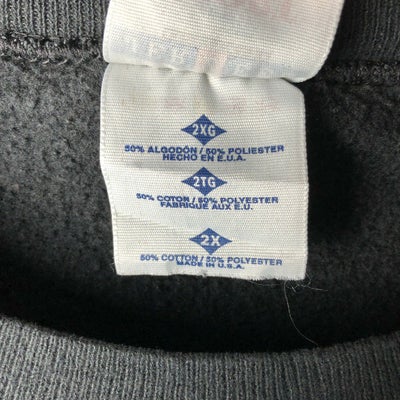 2XG
50% ALGODÓN / 50% POLIESTER
HECHO EN E.U.A.
2TG
50% COTON / 50% POLYESTER
FABRIQUE AUX E.U.
2X
50% COTTON / 50% POLYESTER
MADE IN U.S.A.